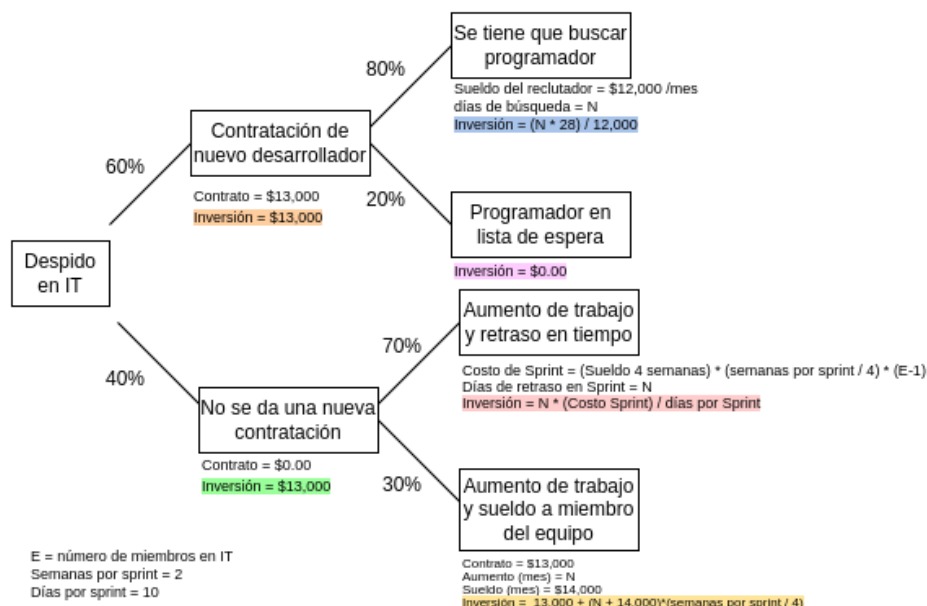 Se tiene que buscar
programador
80%
Sueldo del reclutador = $12,000 /mes
días de búsqueda = N
Inversión = (N * 28) / 12,000
Contratación de
nuevo desarrollador
60%
Contrato = $13,000
Inversión = $13,000
20%
Programador en
lista de espera
Inversión = $0.00
Despido
en IT
Aumento de trabajo
y retraso en tiempo
70%
Costo de Sprint = (Sueldo 4 semanas) * (semanas por sprint / 4) * (E-1)
Días de retraso en Sprint = N
Inversión = N * (Costo Sprint) / días por Sprint
40%
No se da una nueva
contratación
Contrato = $0.00
Inversión = $13,000
30%
Aumento de trabajo
y sueldo a miembro
del equipo
Contrato = $13,000
Aumento (mes) = N
Sueldo (mes) = $14,000
Inversión = 13,000 + (N + 14,000)*(semanas por sprint / 4)
E = número de miembros en IT
Semanas por sprint = 2
Días por sprint = 10